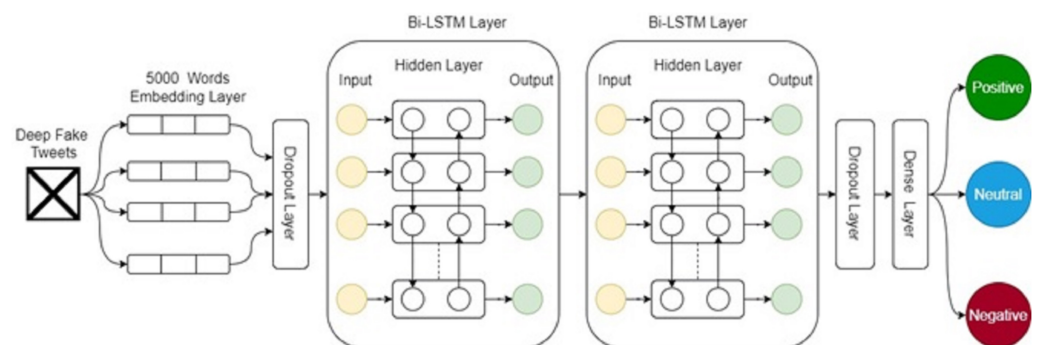 Deep Fake
Tweets
5000 Words
Embedding Layer
Dropout Layer
Bi-LSTM Layer
Input
Hidden Layer
Output
Bi-LSTM Layer
Input
Hidden Layer
Output
Dropout Layer
Dense Layer
Positive
Neutral
Negative